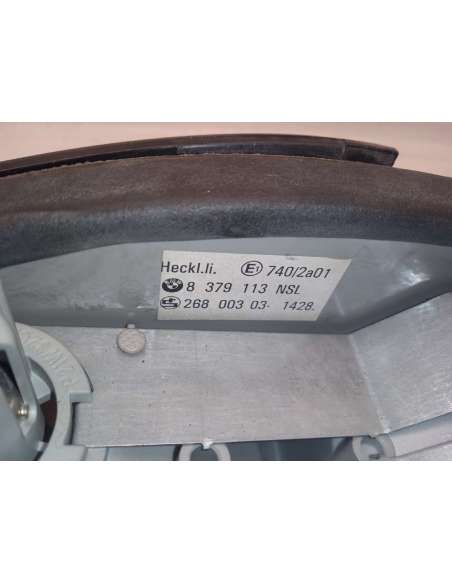 Heckl.li. E1 740/2a01
8 379 113 NSL
268 003 03- 1428.